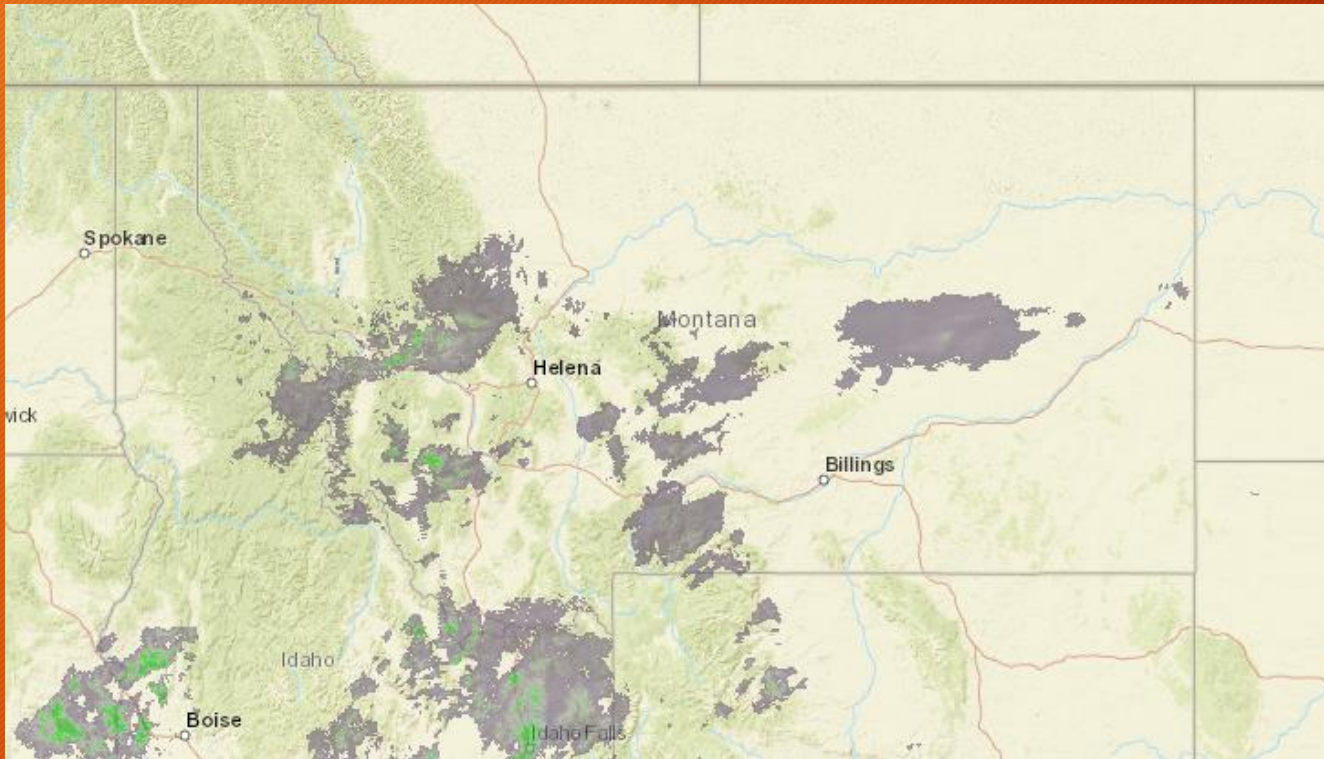 Spokane
Montana
Helena
wick
Billings
Idaho
Boise
Idaho Falls